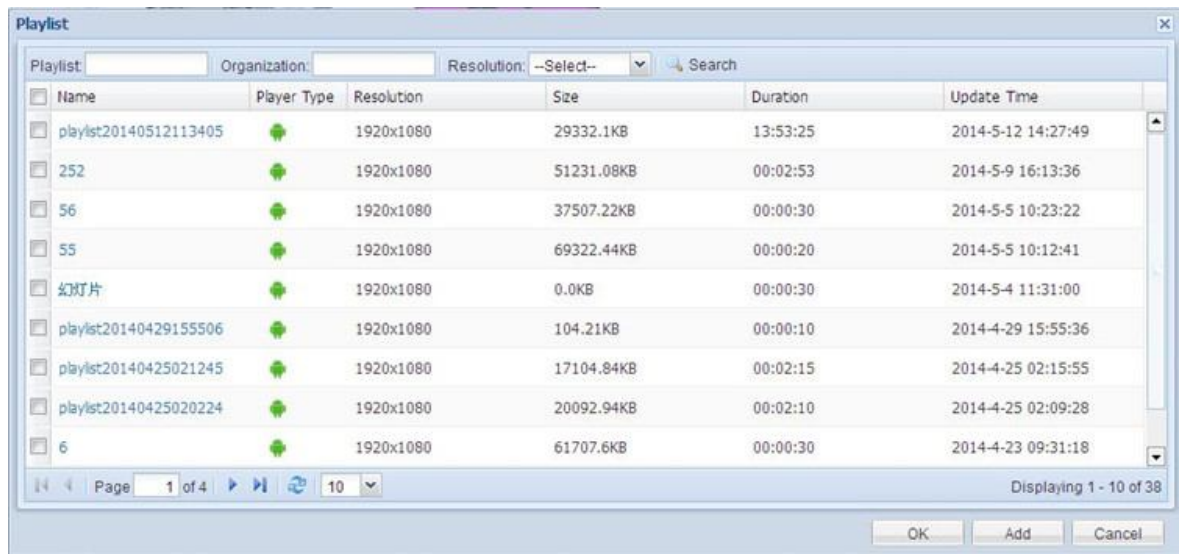 Playlist
Playlist: Organization: Resolution: --Select-- Search
Name Player Type Resolution Size Duration Update Time
playlist20140512113405 1920x1080 29332.1KB 13:53:25 2014-5-12 14:27:49
252 1920x1080 51231.08KB 00:02:53 2014-5-9 16:13:36
56 1920x1080 37507.22KB 00:00:30 2014-5-5 10:23:22
55 1920x1080 69322.44KB 00:00:20 2014-5-5 10:12:41
幻灯片 1920x1080 0.0KB 00:00:30 2014-5-4 11:31:00
playlist20140429155506 1920x1080 104.21KB 00:00:10 2014-4-29 15:55:36
playlist20140425021245 1920x1080 17104.84KB 00:02:15 2014-4-25 02:15:55
playlist20140425020224 1920x1080 20092.94KB 00:02:10 2014-4-25 02:09:28
6 1920x1080 61707.6KB 00:00:30 2014-4-23 09:31:18
Page 1 of 4 10 Displaying 1 - 10 of 38
OK Add Cancel